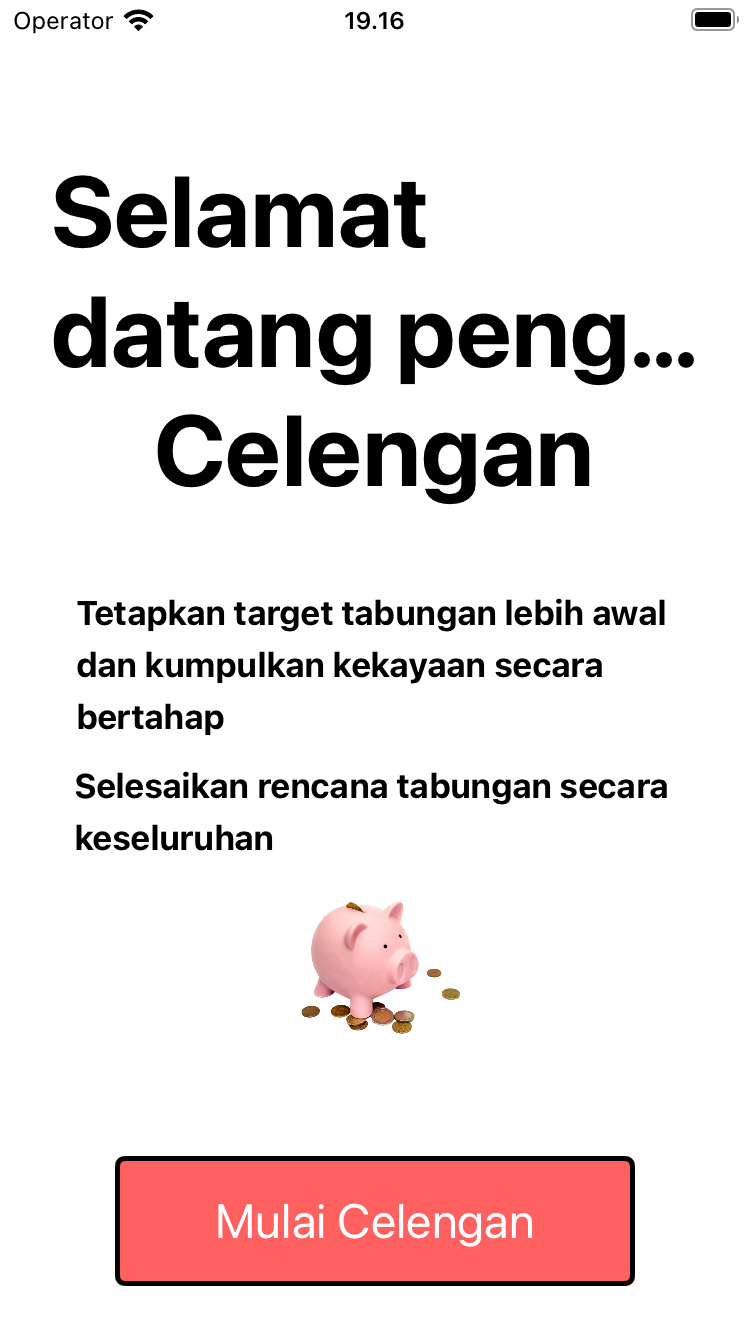 Operator
19.16
Selamat
datang peng...
Celengan
Tetapkan target tabungan lebih awal
dan kumpulkan kekayaan secara
bertahap
Selesaikan rencana tabungan secara
keseluruhan
Mulai Celengan